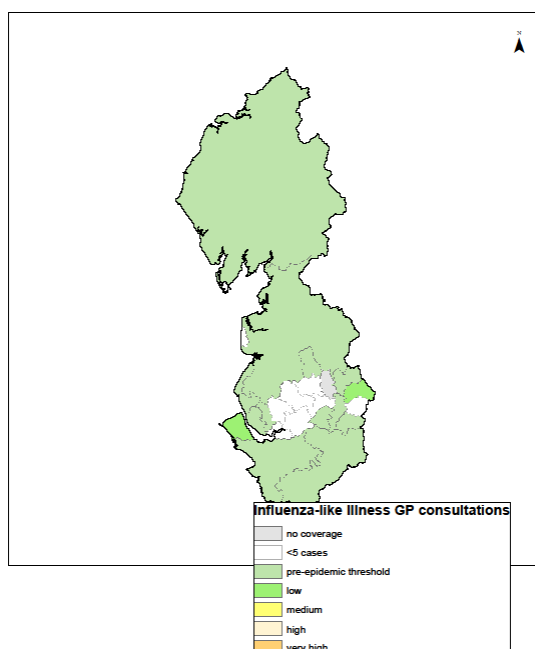 N
Influenza-like Illness GP consultations
no coverage
<5 cases
pre-epidemic threshold
low
medium
high
very high